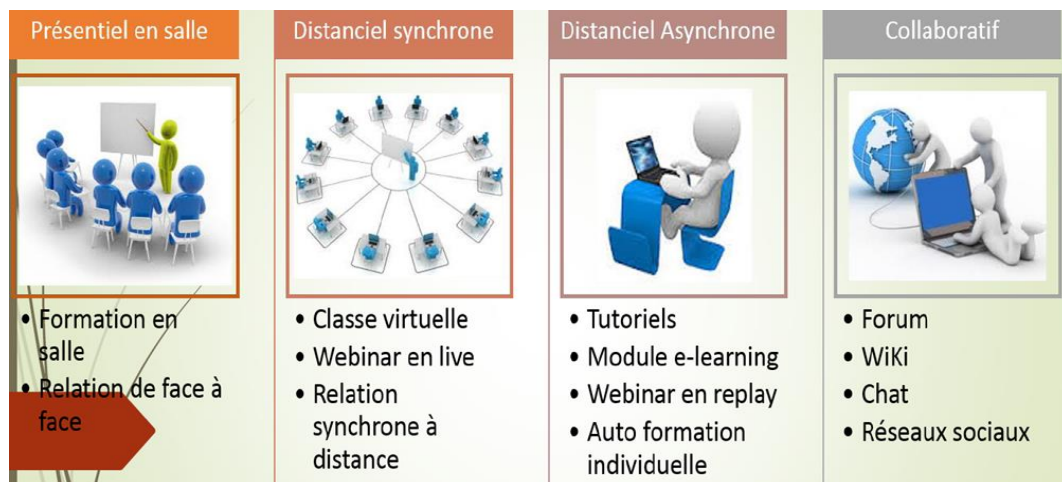 Présentiel en salle
• Formation en
salle
• Relation de face à
face
Distanciel synchrone
• Classe virtuelle
• Webinar en live
• Relation
synchrone à
distance
Distanciel Asynchrone
• Tutoriels
• Module e-learning
• Webinar en replay
• Auto formation
individuelle
Collaboratif
• Forum
• WiKi
• Chat
• Réseaux sociaux